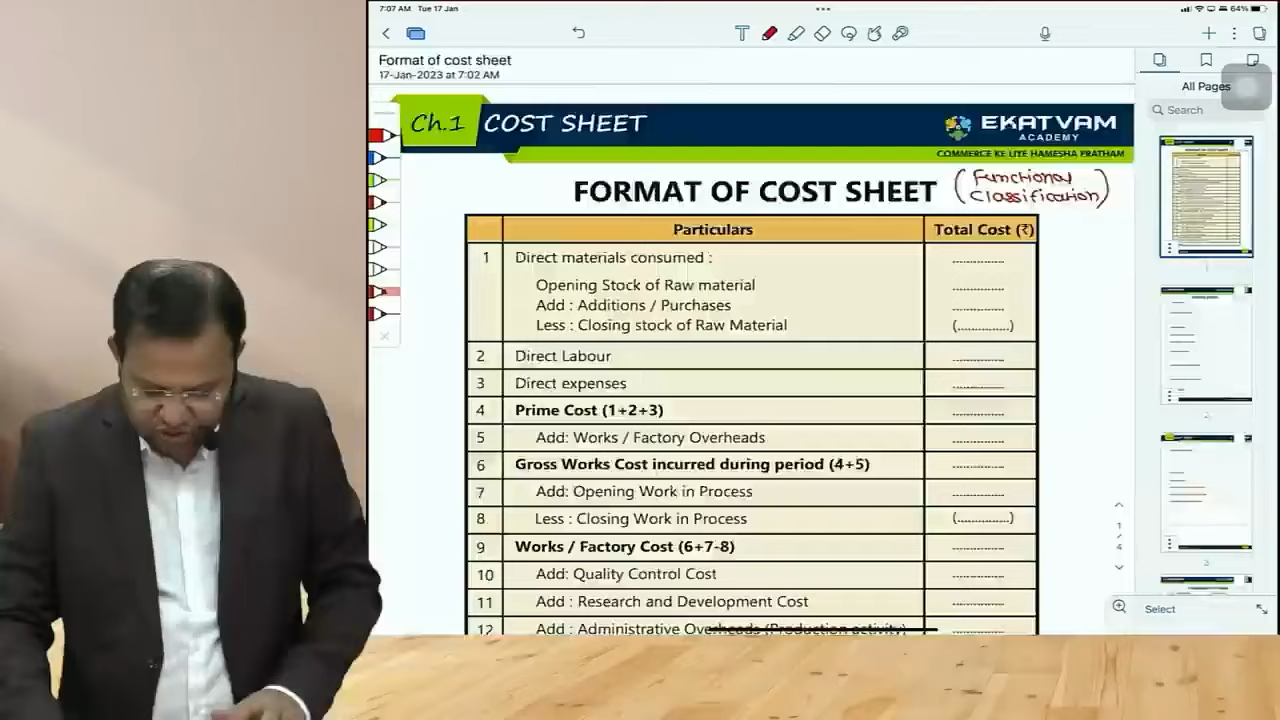 7:07 AM Tue 17 Jan
64%
Format of cost sheet
17-Jan-2023 at 7:02 AM
All Pages
Search
Ch.1 COST SHEET
EKATVAM
ACADEMY
COMMERCE KE LIYE HAMESHA PRATHAM
FORMAT OF COST SHEET (Functional Classification)
Particulars Total Cost (₹)
1 Direct materials consumed : ...............
Opening Stock of Raw material ...............
Add : Additions / Purchases ...............
Less : Closing stock of Raw Material (...............)
2 Direct Labour ...............
3 Direct expenses ...............
4 Prime Cost (1+2+3) ...............
5 Add: Works / Factory Overheads ...............
6 Gross Works Cost incurred during period (4+5) ...............
7 Add: Opening Work in Process ...............
8 Less : Closing Work in Process (...............)
9 Works / Factory Cost (6+7-8) ...............
10 Add: Quality Control Cost ...............
11 Add : Research and Development Cost ...............
12 Add : Administrative Overheads (Production activity) ...............
1
/
4
1
2
3
Select